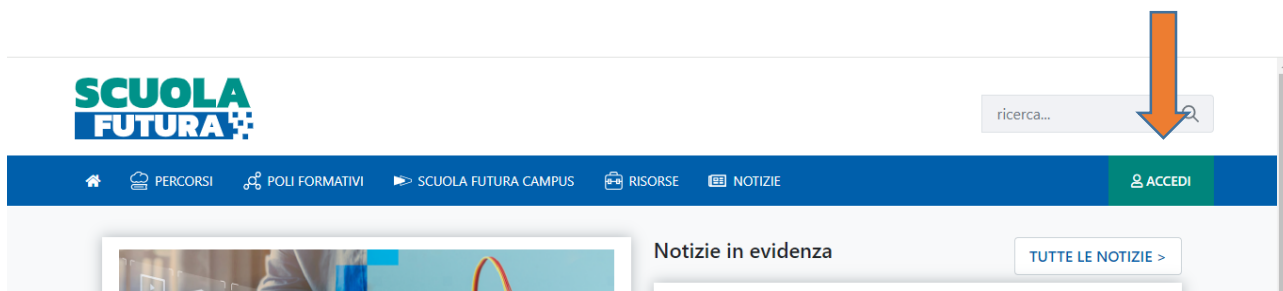 SCUOLA
FUTURA
ricerca...
PERCORSI POLI FORMATIVI SCUOLA FUTURA CAMPUS RISORSE NOTIZIE ACCEDI
Notizie in evidenza
TUTTE LE NOTIZIE >